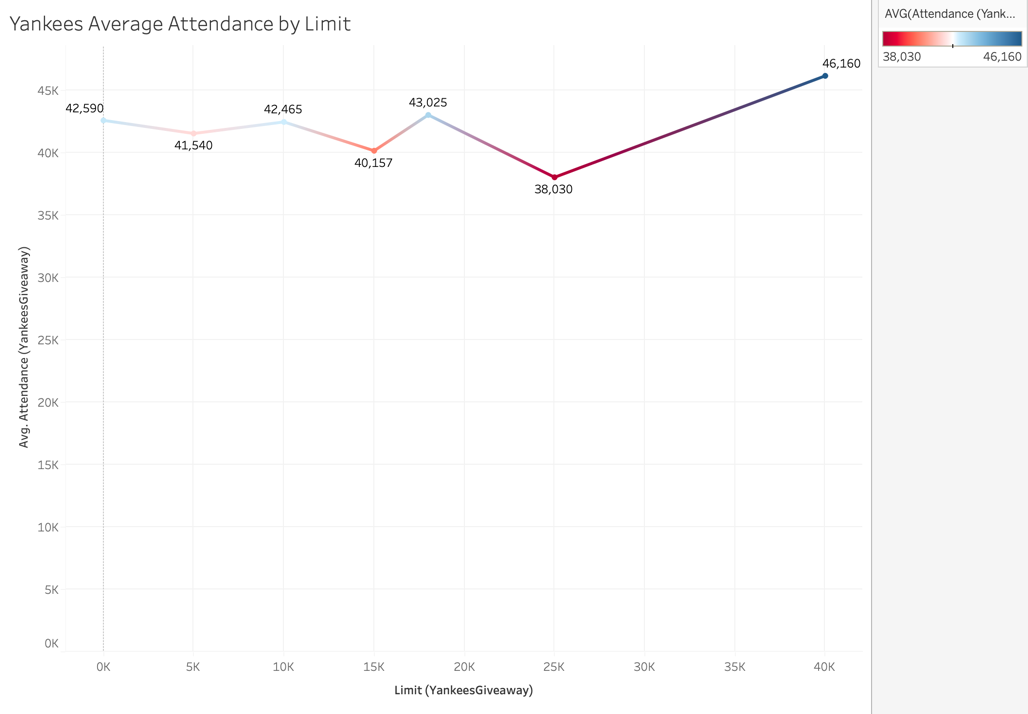 Yankees Average Attendance by Limit
AVG(Attendance (Yank...
38,030 46,160
46,160
42,590
42,465
43,025
41,540
40,157
38,030
45K
40K
35K
30K
25K
20K
15K
10K
5K
0K
Avg. Attendance (YankeesGiveaway)
0K 5K 10K 15K 20K 25K 30K 35K 40K
Limit (YankeesGiveaway)